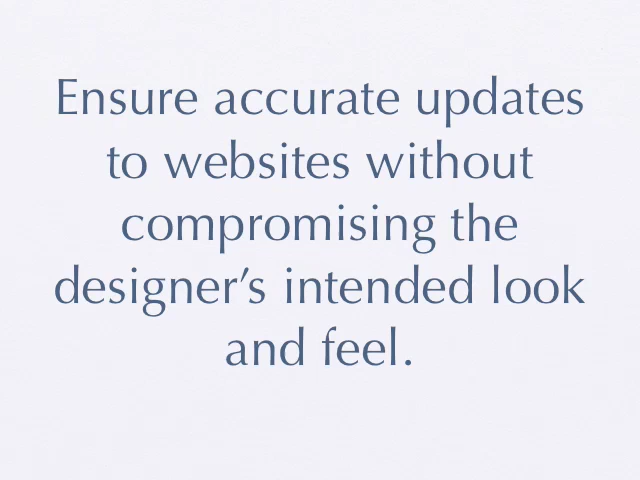 Ensure accurate updates
to websites without
compromising the
designer’s intended look
and feel.